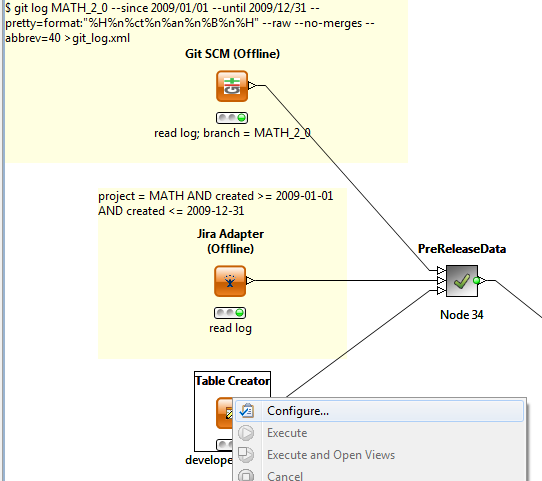 $ git log MATH_2_0 --since 2009/01/01 --until 2009/12/31 --
pretty=format:"%H%n%ct%n%an%n%B%n%H" --raw --no-merges --
abbrev=40 >git_log.xml
Git SCM (Offline)
read log; branch = MATH_2_0
project = MATH AND created >= 2009-01-01
AND created <= 2009-12-31
Jira Adapter
(Offline)
read log
PreReleaseData
Node 34
Table Creator
develope
Configure...
Execute
Execute and Open Views
Cancel